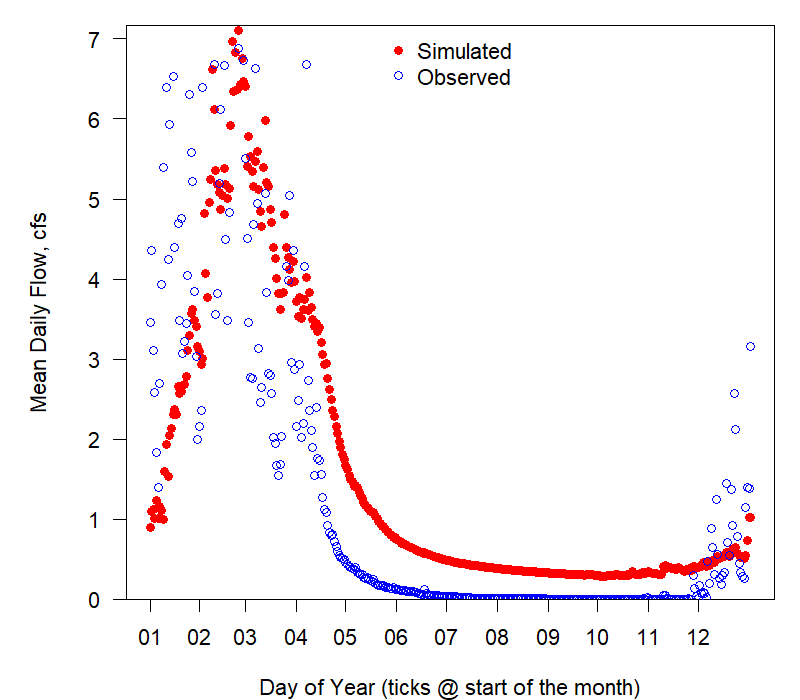 Simulated
Observed
Mean Daily Flow, cfs
7
6
5
4
3
2
1
0
01 02 03 04 05 06 07 08 09 10 11 12
Day of Year (ticks @ start of the month)